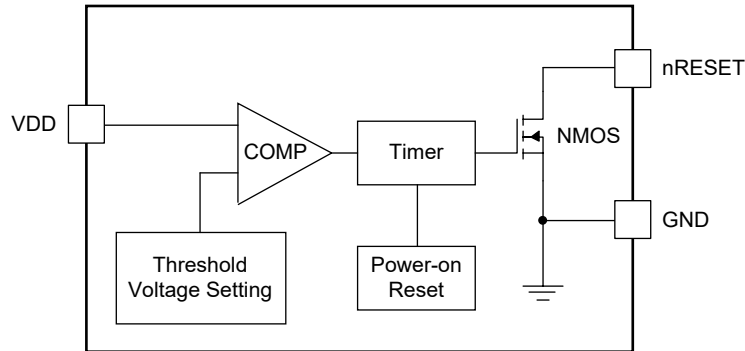 nRESET
VDD
COMP
Timer
NMOS
GND
Threshold
Voltage Setting
Power-on
Reset